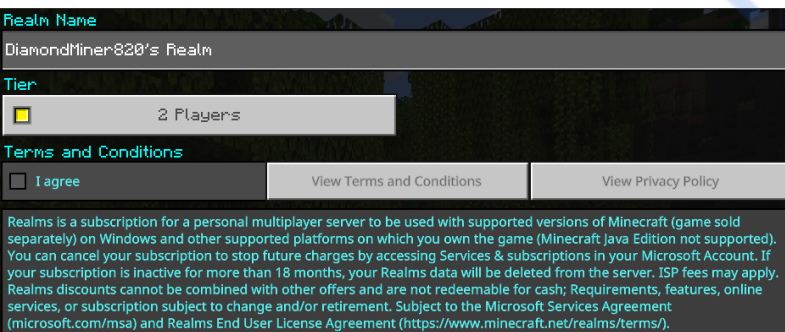 Realm Name
DiamondMiner820's Realm
Tier
2 Players
Terms and Conditions
I agree
View Terms and Conditions
View Privacy Policy
Realms is a subscription for a personal multiplayer server to be used with supported versions of Minecraft (game sold
separately) on Windows and other supported platforms on which you own the game (Minecraft Java Edition not supported).
You can cancel your subscription to stop future charges by accessing Services & subscriptions in your Microsoft Account. If
your subscription is inactive for more than 18 months, your Realms data will be deleted from the server. ISP fees may apply.
Realms discounts cannot be combined with other offers and are not redeemable for cash; Requirements, features, online
services, or subscription subject to change and/or retirement. Subject to the Microsoft Services Agreement
(microsoft.com/msa) and Realms End User License Agreement (https://www.minecraft.net/realms/terms/).